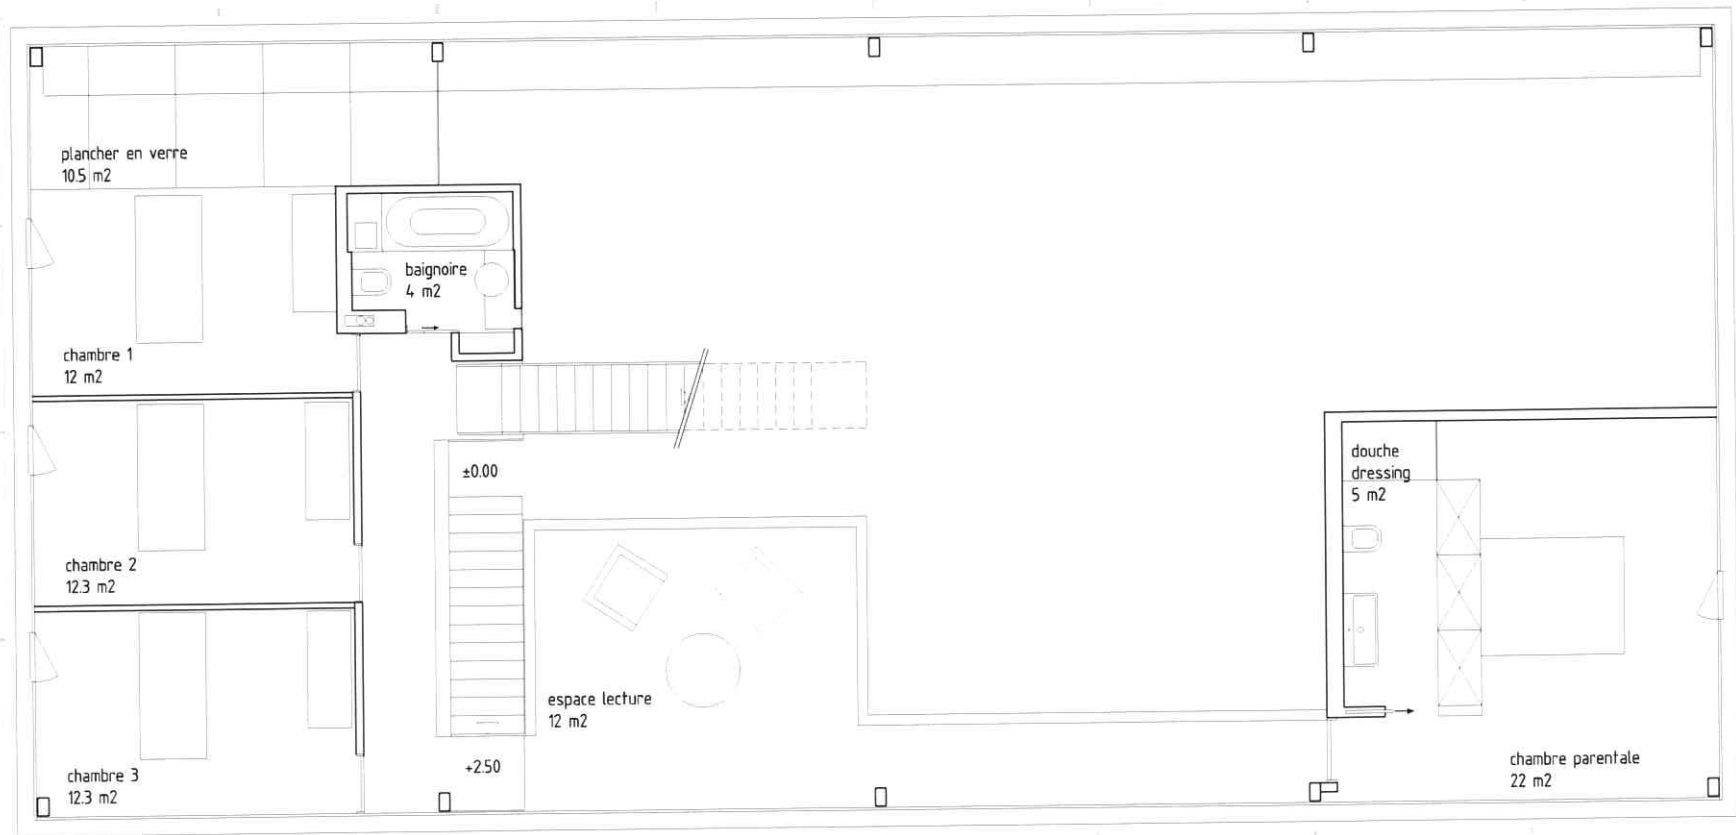 plancher en verre
10.5 m2
baignoire
4 m2
chambre 1
12 m2
±0.00
douche
dressing
5 m2
chambre 2
12.3 m2
espace lecture
12 m2
+2.50
chambre parentale
22 m2
chambre 3
12.3 m2